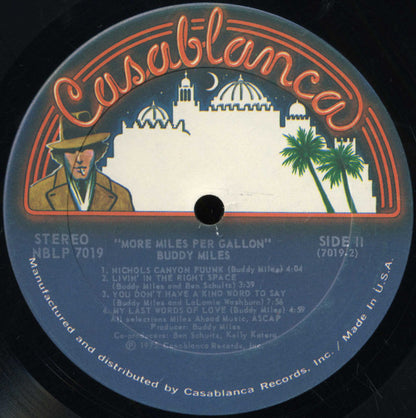 Casablanca
STEREO
NBLP 7019
"MORE MILES PER GALLON"
BUDDY MILES
SIDE II
(7019-2)
1. NICHOLS CANYON FUUNK (Buddy Miles) 4:04
2. LIVIN' IN THE RIGHT SPACE
(Buddy Miles and Ben Schultz) 3:39
3. YOU DON'T HAVE A KIND WORD TO SAY
(Buddy Miles and LaLomie Washburn) 7:56
4. MY LAST WORDS OF LOVE (Buddy Miles) 4:59
All selections Miles Ahead Music, ASCAP
Producer: Buddy Miles
Co-producers: Ben Schultz, Kelly
℗ 1975 Casablanca Records, Inc.
Manufactured and distributed by Casablanca Records, Inc. / Made in U.S.A.